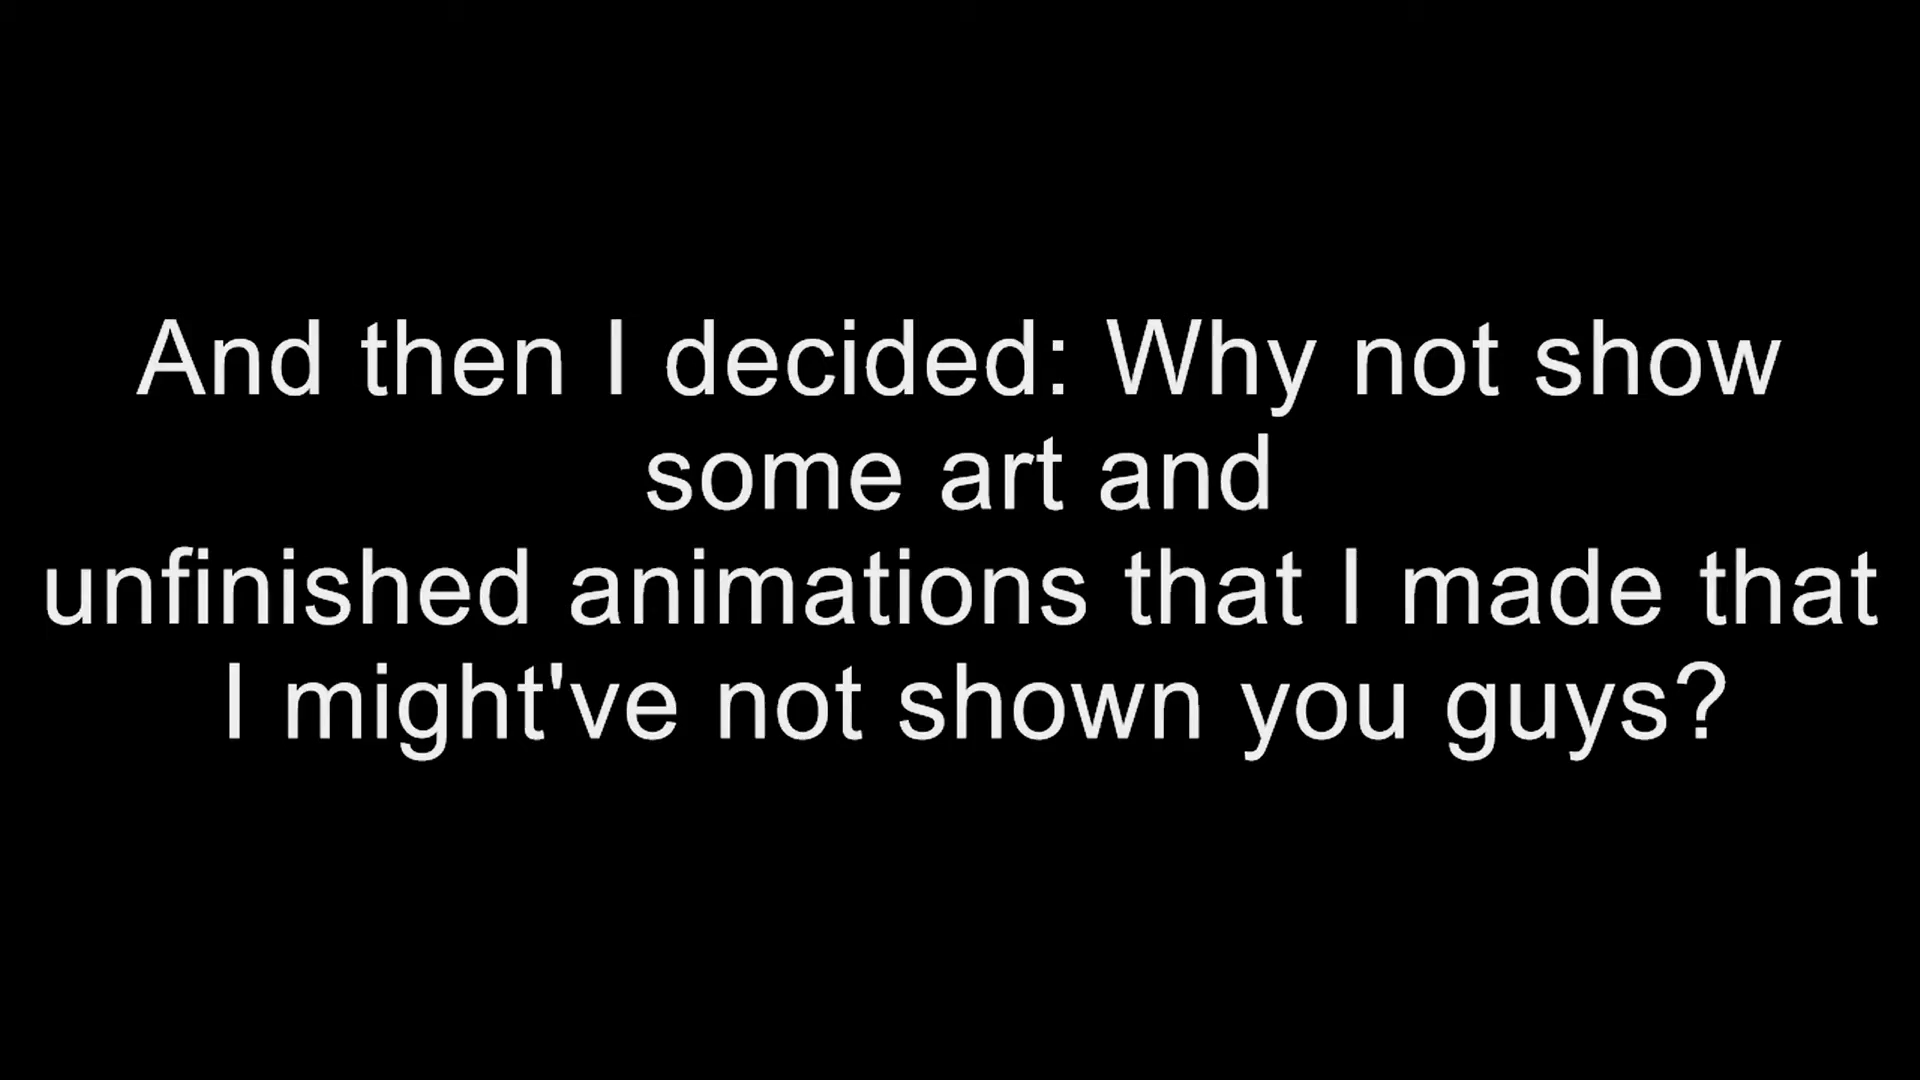 And then I decided: Why not show
some art and
unfinished animations that I made that
I might've not shown you guys?